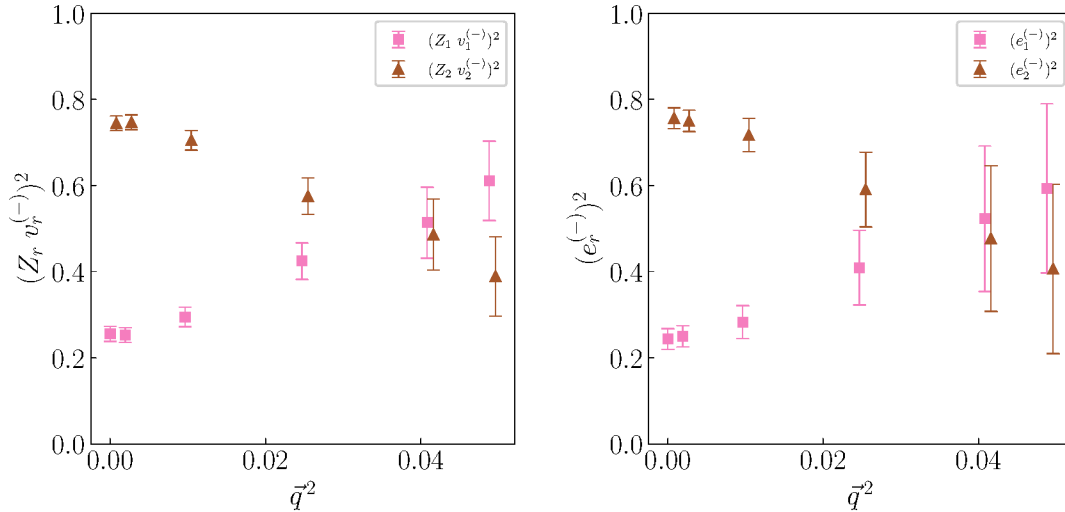 1.0
0.8
0.6
0.4
0.2
0.0
0.00
0.02
0.04
$(Z_r\ v_r^{(-)})^2$
$\vec{q}^{\,2}$
$(Z_1\ v_1^{(-)})^2$
$(Z_2\ v_2^{(-)})^2$
1.0
0.8
0.6
0.4
0.2
0.0
0.00
0.02
0.04
$(e_r^{(-)})^2$
$\vec{q}^{\,2}$
$(e_1^{(-)})^2$
$(e_2^{(-)})^2$